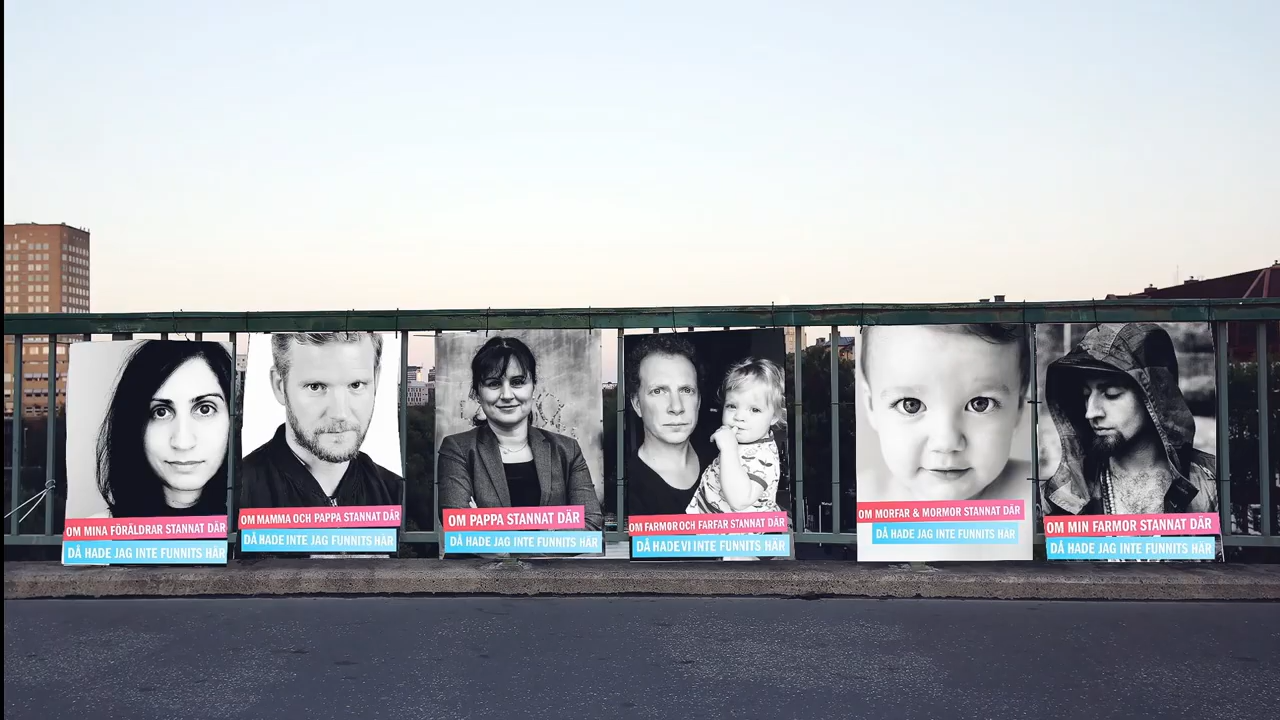 OM MINA FÖRÄLDRAR STANNAT DÄR
DÅ HADE JAG INTE FUNNITS HÄR
OM MAMMA OCH PAPPA STANNAT DÄR
DÅ HADE INTE JAG FUNNITS HÄR
OM PAPPA STANNAT DÄR
DÅ HADE JAG INTE FUNNITS HÄR
OM FARMOR OCH FARFAR STANNAT DÄR
DÅ HADE VI INTE FUNNITS HÄR
OM MORFAR & MORMOR STANNAT DÄR
DÅ HADE JAG INTE FUNNITS HÄR
OM MIN FARMOR STANNAT DÄR
DÅ HADE JAG INTE FUNNITS HÄR